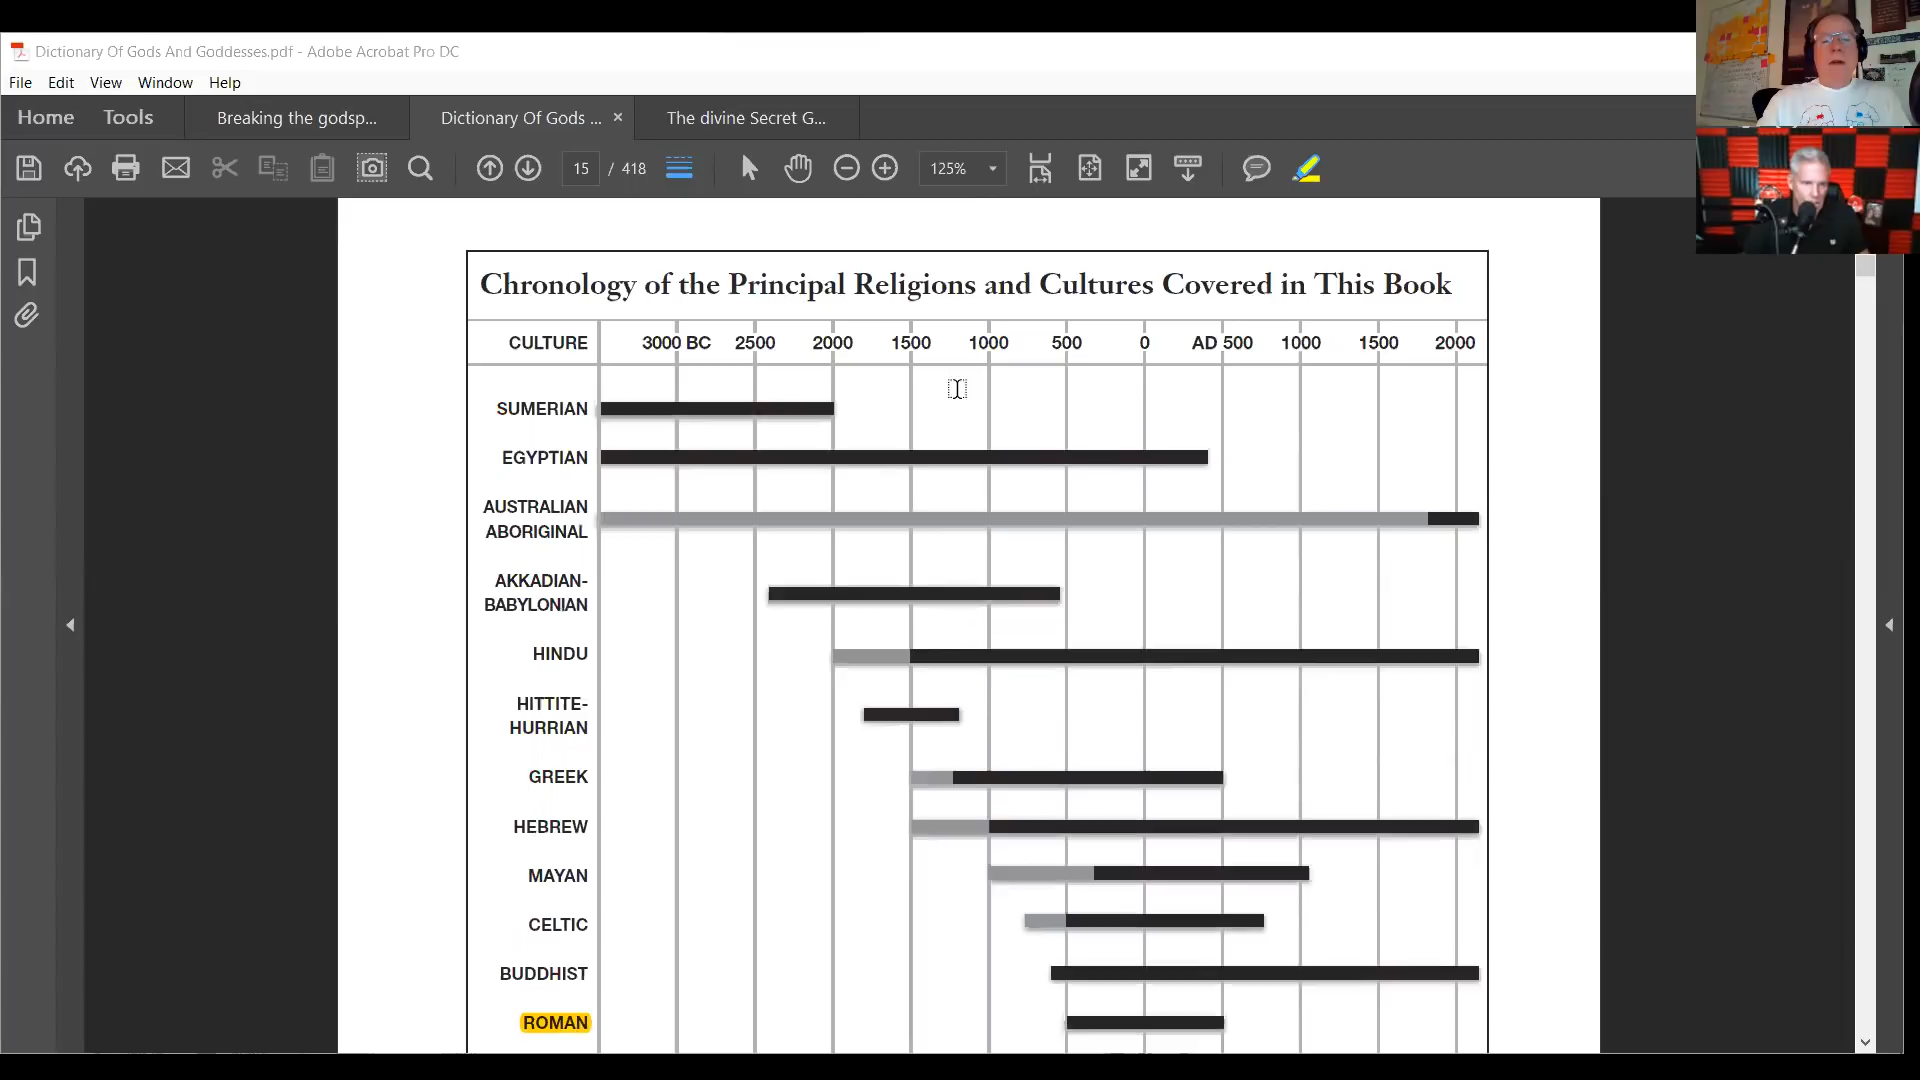 Dictionary Of Gods And Goddesses.pdf - Adobe Acrobat Pro DC
File Edit View Window Help
Home Tools Breaking the godsp... Dictionary Of Gods ... × The divine Secret G...
15 / 418 125%
Chronology of the Principal Religions and Cultures Covered in This Book
CULTURE 3000 BC 2500 2000 1500 1000 500 0 AD 500 1000 1500 2000
SUMERIAN
EGYPTIAN
AUSTRALIAN
ABORIGINAL
AKKADIAN-
BABYLONIAN
HINDU
HITTITE-
HURRIAN
GREEK
HEBREW
MAYAN
CELTIC
BUDDHIST
ROMAN